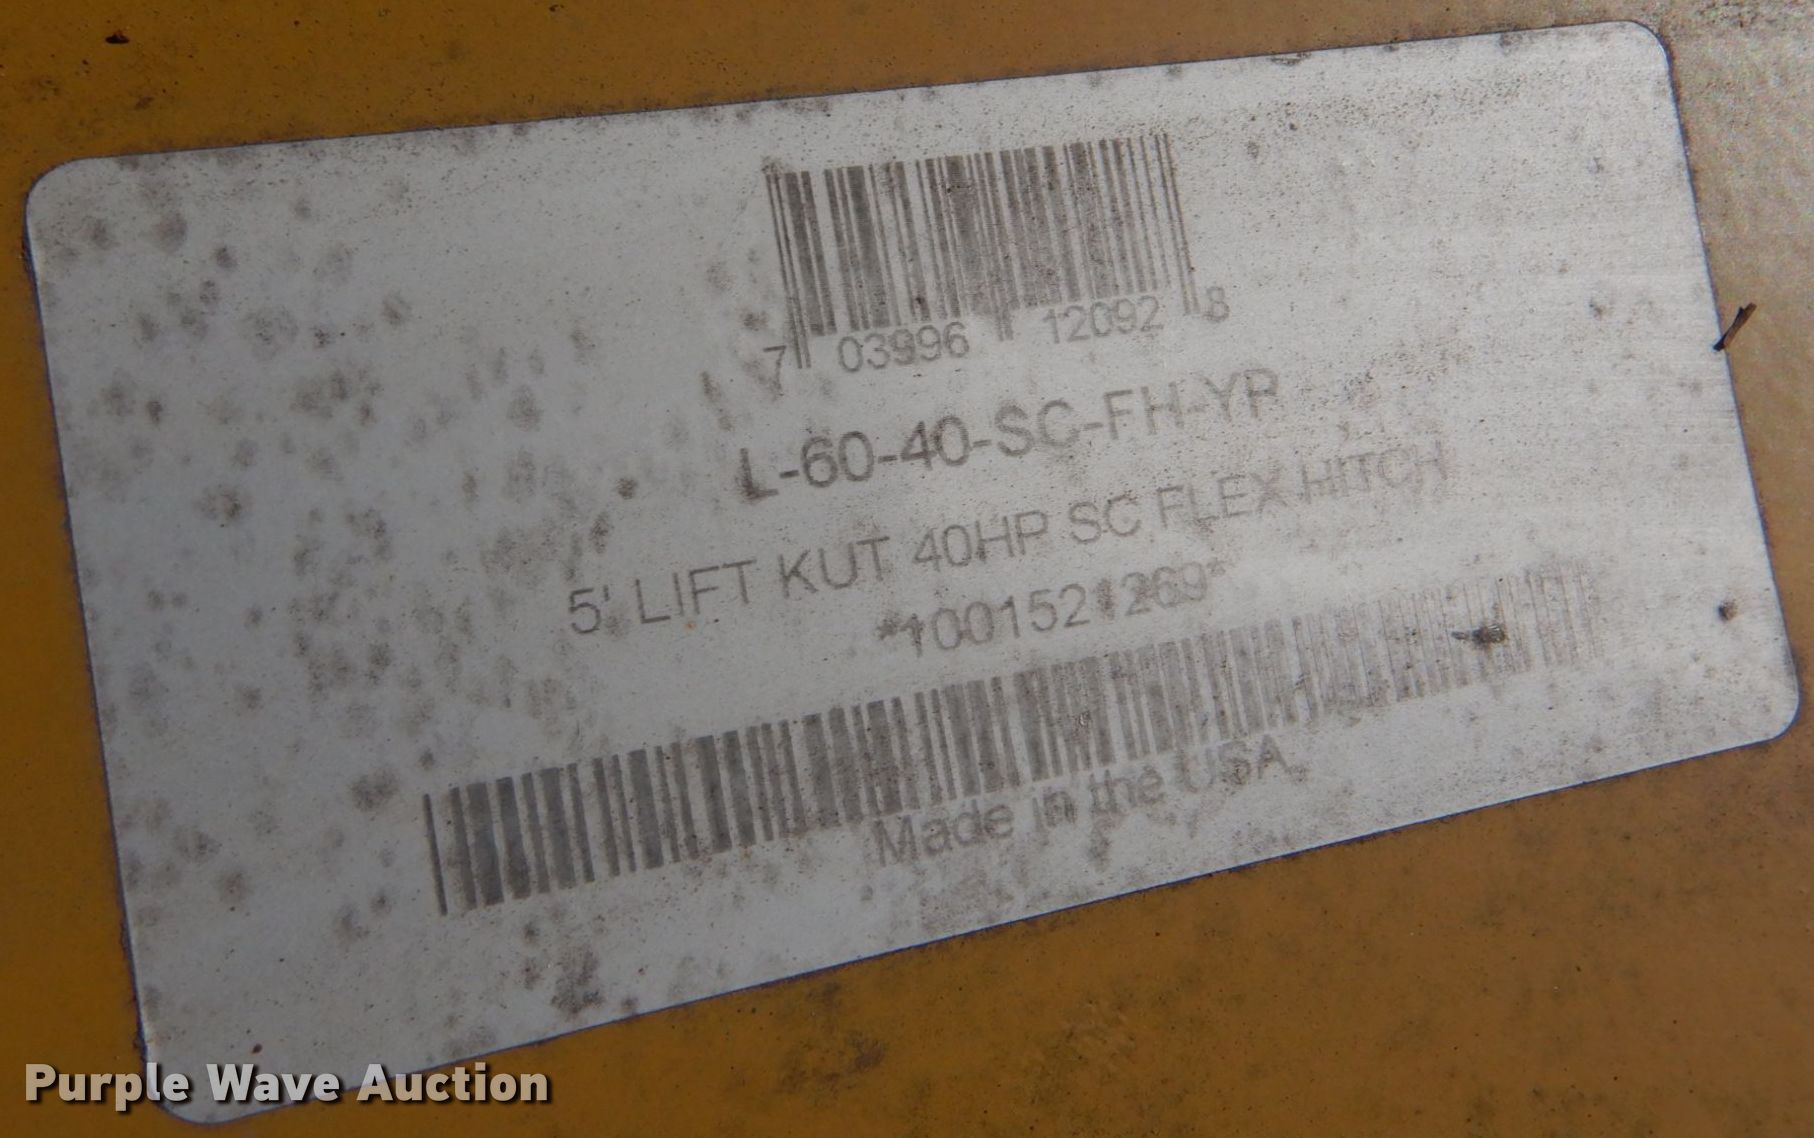 7 03996 12092 8
L-60-40-SC-FH-YP
5' LIFT KUT 40HP SC FLEX HITCH
*1001521269*
Made in the USA
Purple Wave Auction